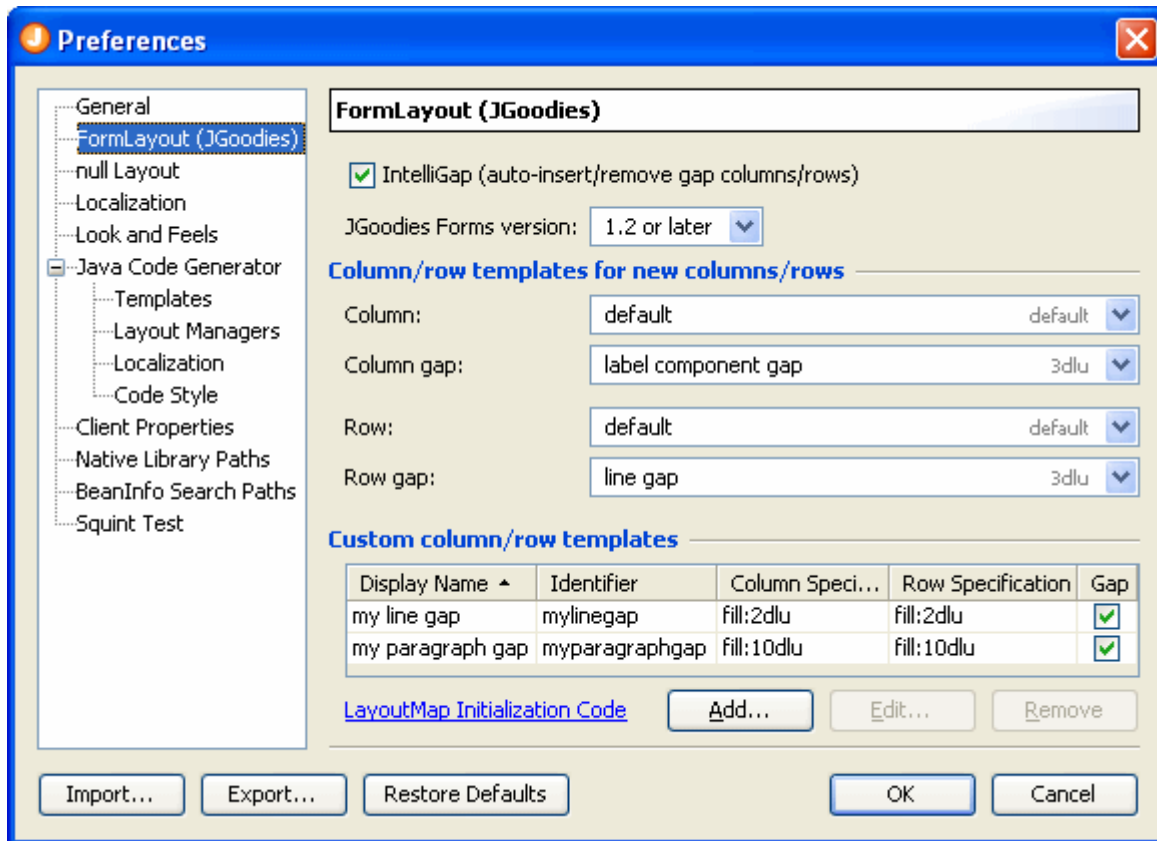 Preferences
General
FormLayout (JGoodies)
null Layout
Localization
Look and Feels
Java Code Generator
Templates
Layout Managers
Localization
Code Style
Client Properties
Native Library Paths
BeanInfo Search Paths
Squint Test
FormLayout (JGoodies)
IntelliGap (auto-insert/remove gap columns/rows)
JGoodies Forms version: 1.2 or later
Column/row templates for new columns/rows
Column: default default
Column gap: label component gap 3dlu
Row: default default
Row gap: line gap 3dlu
Custom column/row templates
Display Name Identifier Column Speci... Row Specification Gap
my line gap mylinegap fill:2dlu fill:2dlu
my paragraph gap myparagraphgap fill:10dlu fill:10dlu
LayoutMap Initialization Code Add... Edit... Remove
Import... Export... Restore Defaults OK Cancel